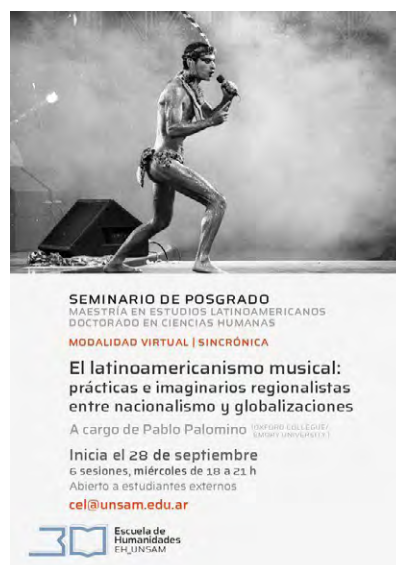 SEMINARIO DE POSGRADO
MAESTRÍA EN ESTUDIOS LATINOAMERICANOS
DOCTORADO EN CIENCIAS HUMANAS
MODALIDAD VIRTUAL | SINCRÓNICA
El latinoamericanismo musical:
prácticas e imaginarios regionalistas
entre nacionalismo y globalizaciones
A cargo de Pablo Palomino (OXFORD COLLEGE/
EMORY UNIVERSITY)
Inicia el 28 de septiembre
6 sesiones, miércoles de 18 a 21 h
Abierto a estudiantes externos
cel@unsam.edu.ar
30
Escuela de
Humanidades
EH_UNSAM